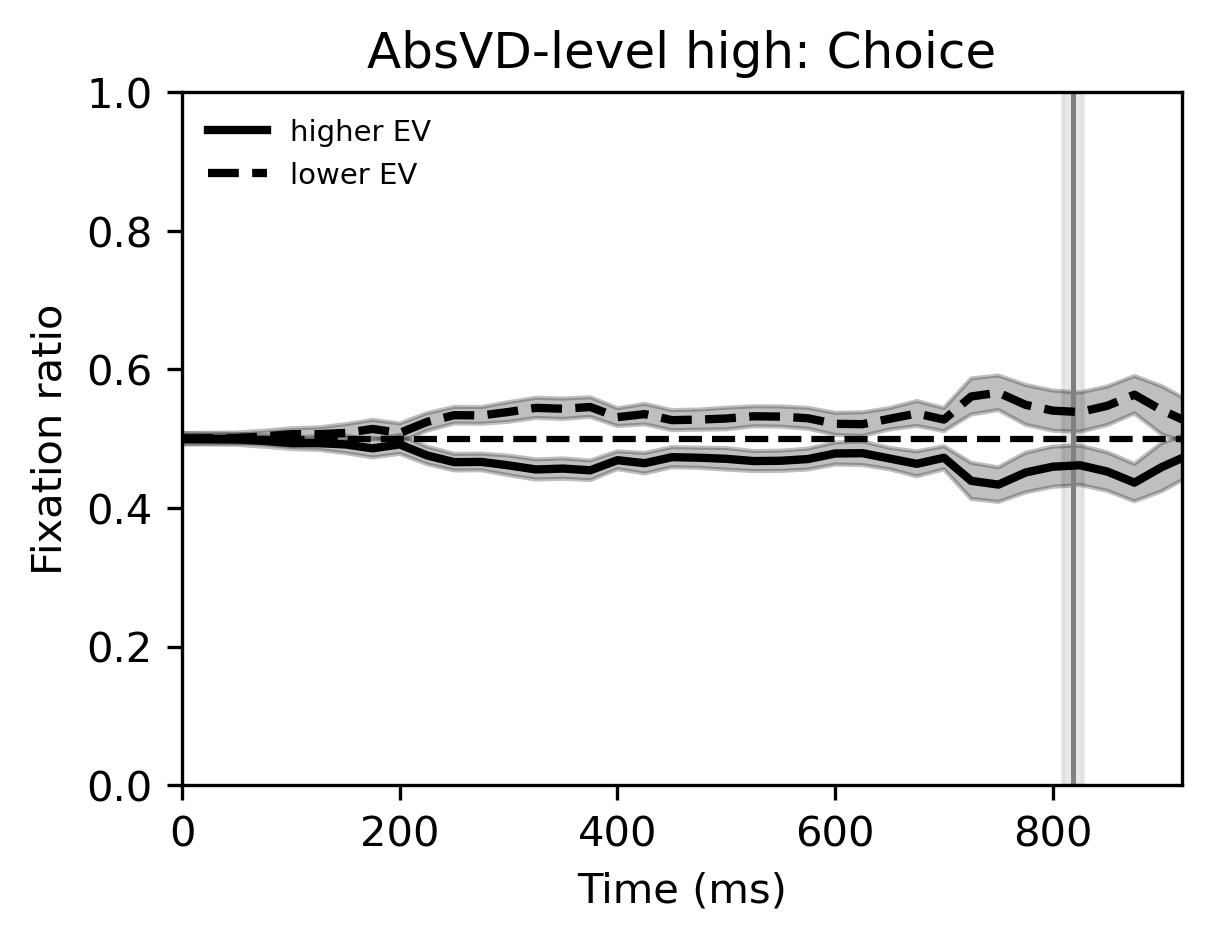 AbsVD-level high: Choice
higher EV
lower EV
1.0
0.8
0.6
0.4
0.2
0.0
Fixation ratio
0 200 400 600 800
Time (ms)